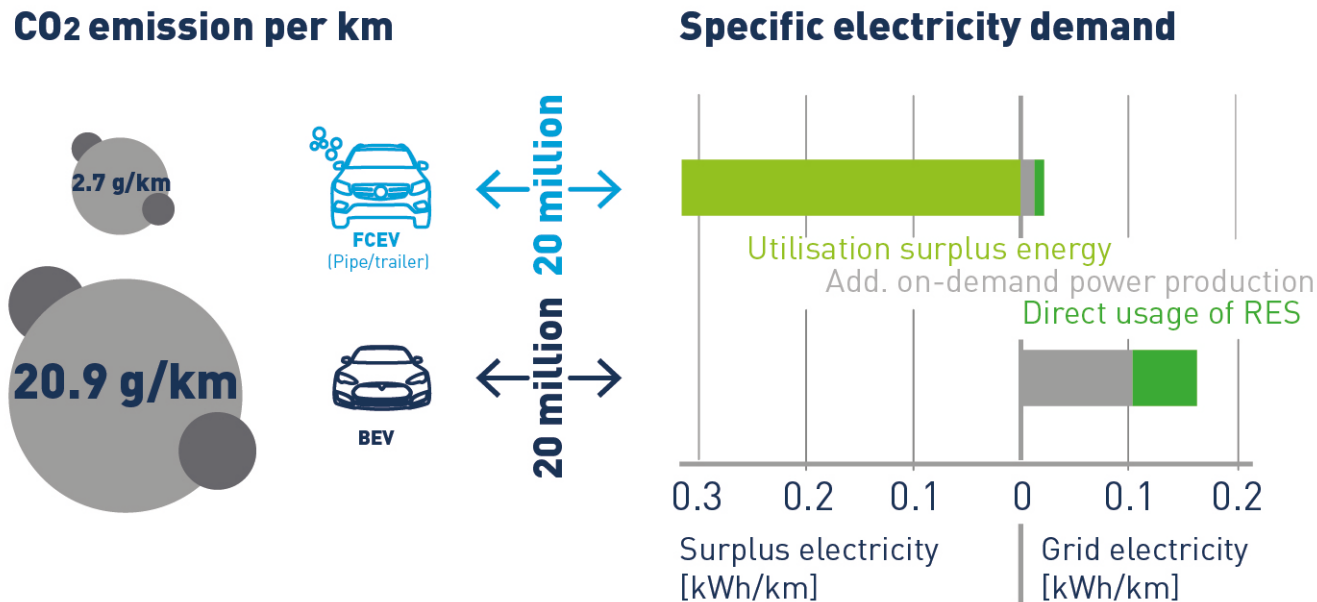 CO2 emission per km
2.7 g/km
FCEV
(Pipe/trailer)
20.9 g/km
BEV
20 million
20 million
Specific electricity demand
Utilisation surplus energy
Add. on-demand power production
Direct usage of RES
0.3 0.2 0.1 0 0.1 0.2
Surplus electricity
[kWh/km]
Grid electricity
[kWh/km]